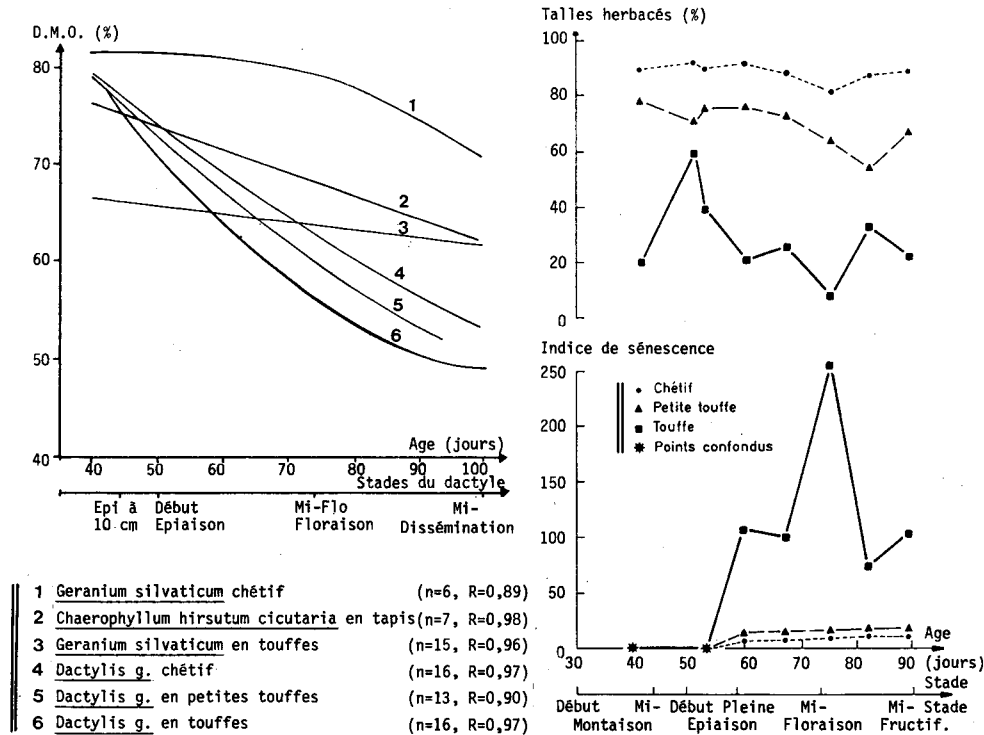 D.M.O. (%)
80
70
60
50
40
1
2
3
4
5
6
Age (jours)
40 50 60 70 80 90 100
Stades du dactyle
Epi à 10 cm
Début Epiaison
Mi-Flo Floraison
Mi-Dissémination
1 Geranium silvaticum chétif (n=6, R=0,89)
2 Chaerophyllum hirsutum cicutaria en tapis (n=7, R=0,98)
3 Geranium silvaticum en touffes (n=15, R=0,96)
4 Dactylis g. chétif (n=16, R=0,97)
5 Dactylis g. en petites touffes (n=13, R=0,90)
6 Dactylis g. en touffes (n=16, R=0,97)
Talles herbacés (%)
100
80
60
40
20
0
Indice de sénescence
250
200
150
100
50
0
Chétif
Petite touffe
Touffe
Points confondus
Age
30 40 50 60 70 80 90 (jours)
Stade
Début Mi- Début Pleine Mi- Mi- Stade
Montaison Epiaison Floraison Fructif.